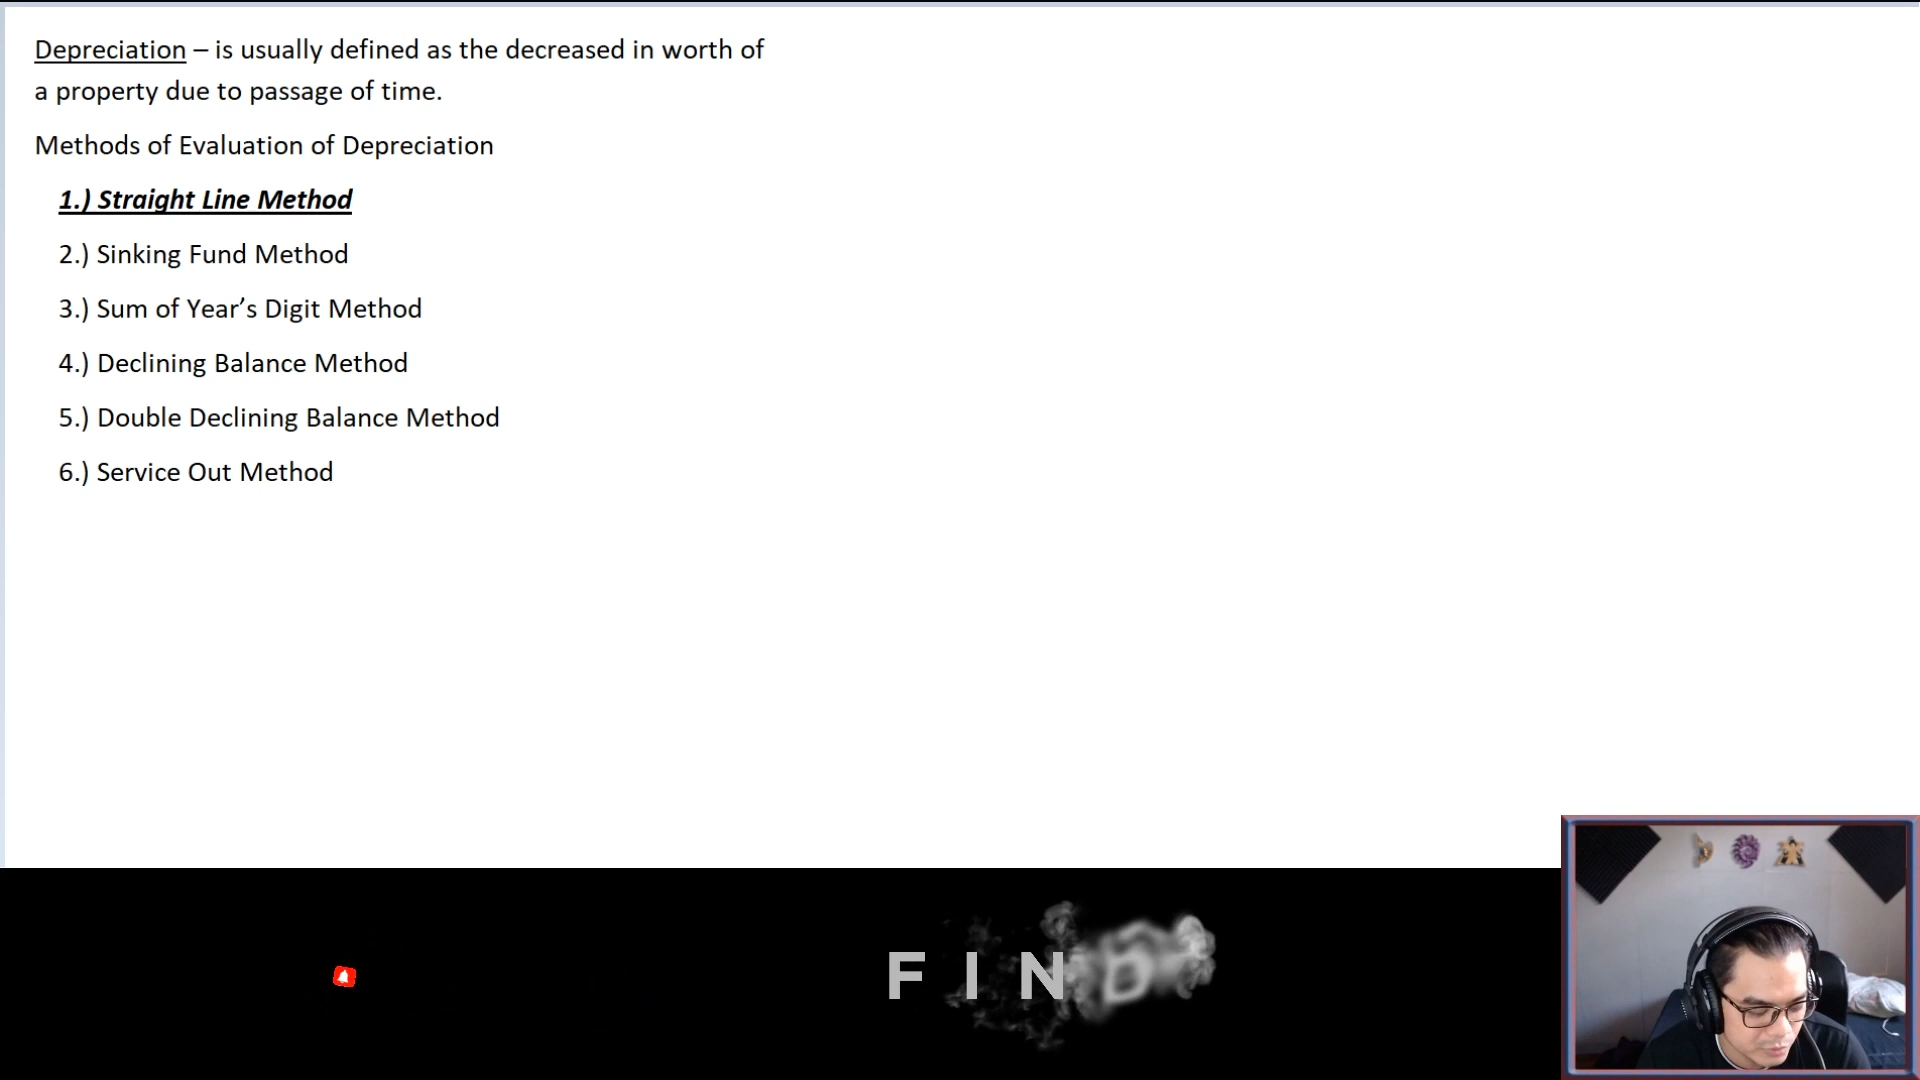 Depreciation – is usually defined as the decreased in worth of
a property due to passage of time.
Methods of Evaluation of Depreciation
1.) Straight Line Method
2.) Sinking Fund Method
3.) Sum of Year’s Digit Method
4.) Declining Balance Method
5.) Double Declining Balance Method
6.) Service Out Method
F I N D